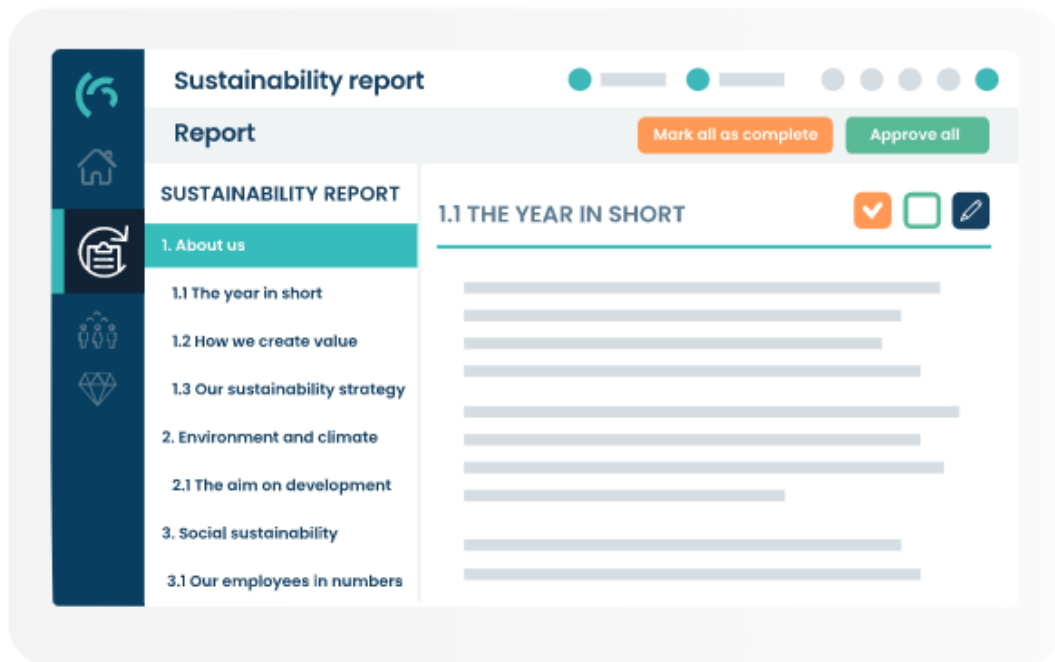 Sustainability report
Report
Mark all as complete
Approve all
SUSTAINABILITY REPORT
1. About us
1.1 The year in short
1.2 How we create value
1.3 Our sustainability strategy
2. Environment and climate
2.1 The aim on development
3. Social sustainability
3.1 Our employees in numbers
1.1 THE YEAR IN SHORT